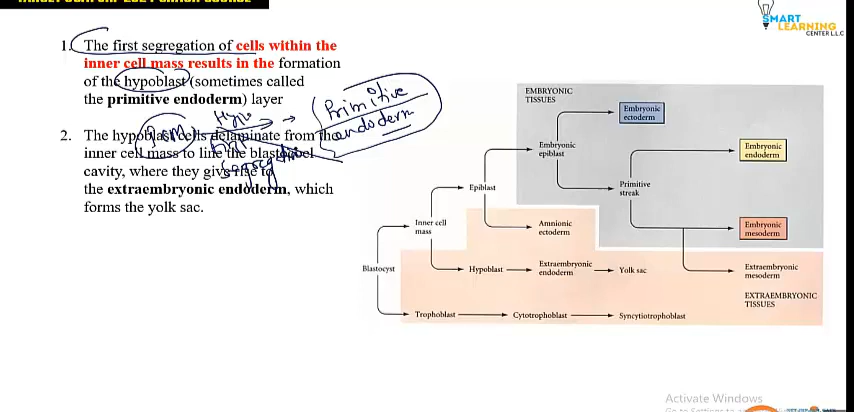 SMART
LEARNING
CENTER L.L.C
1. The first segregation of cells within the
inner cell mass results in the formation
of the hypoblast (sometimes called
the primitive endoderm) layer
Primitive
endoderm
2. The hypoblast cells delaminate from the
inner cell mass to line the blastocoel
cavity, where they give rise to
the extraembryonic endoderm, which
forms the yolk sac.
EMBRYONIC
TISSUES
Embryonic
ectoderm
Embryonic
epiblast
Embryonic
endoderm
Epiblast
Primitive
streak
Inner cell
mass
Amnionic
ectoderm
Embryonic
mesoderm
Blastocyst
Hypoblast
Extraembryonic
endoderm
Yolk sac
Extraembryonic
mesoderm
EXTRAEMBRYONIC
TISSUES
Trophoblast
Cytotrophoblast
Syncytiotrophoblast
Activate Windows